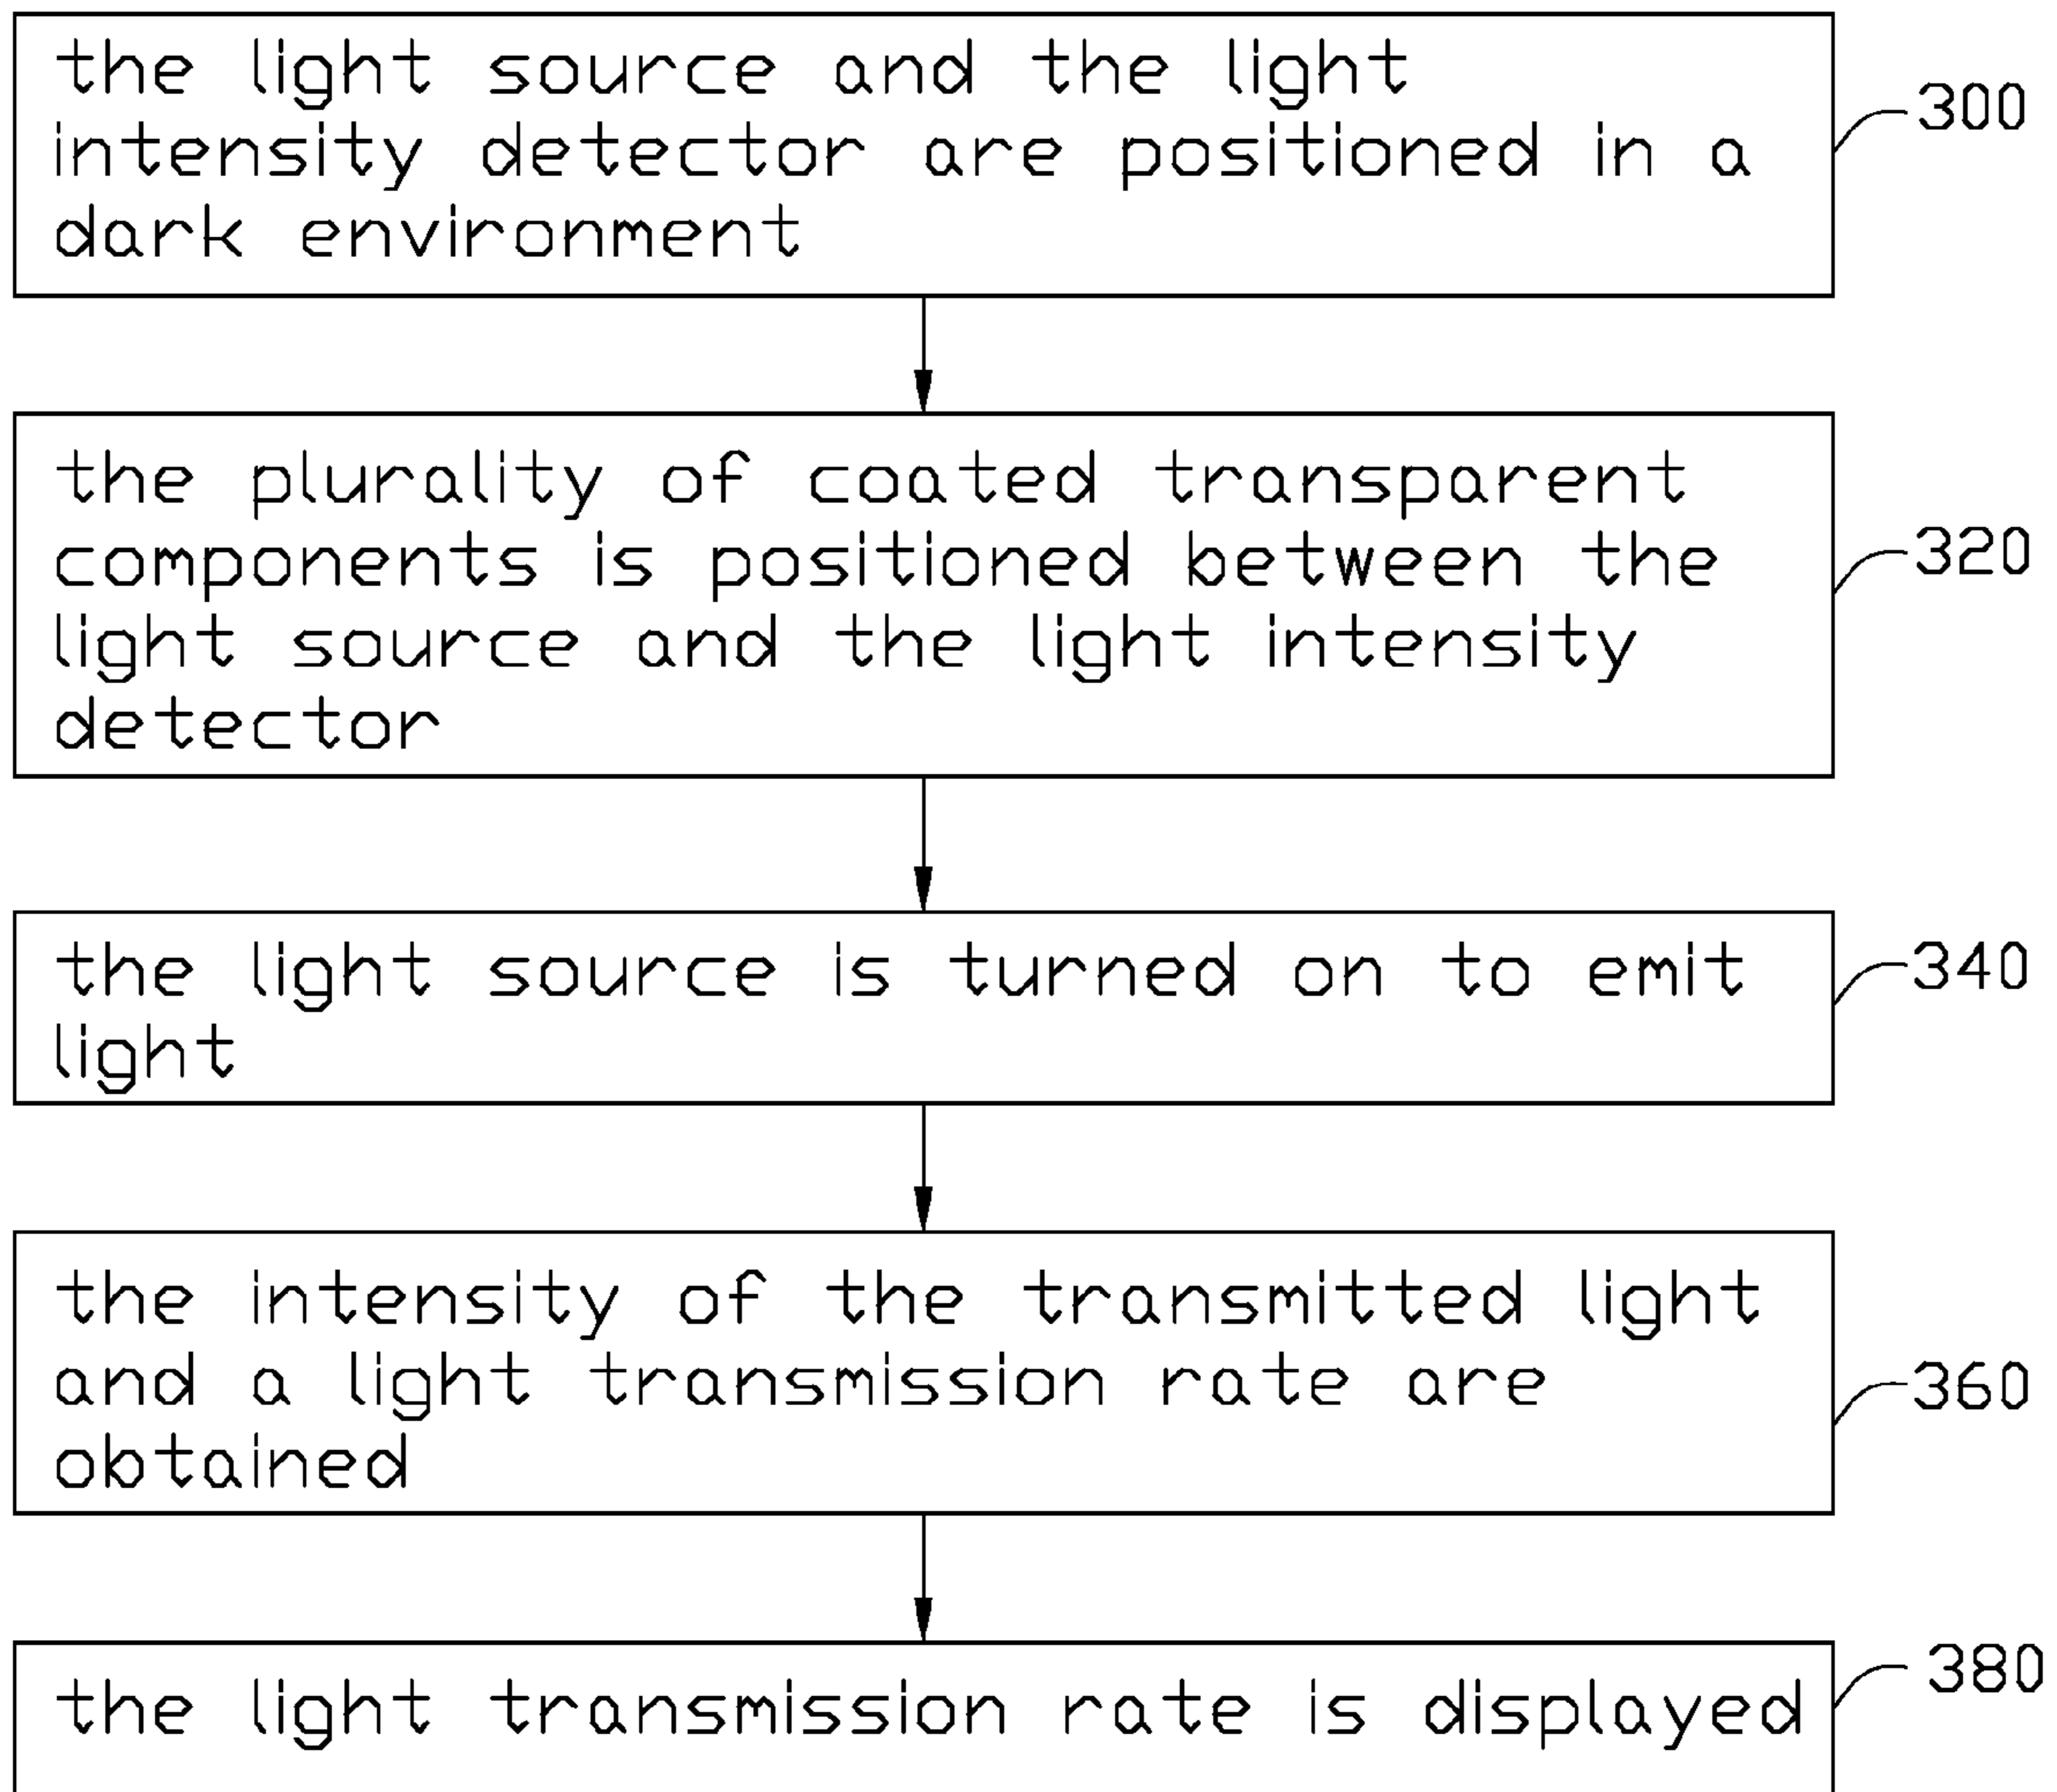 the light source and the light
intensity detector are positioned in a
dark environment
300
the plurality of coated transparent
components is positioned between the
light source and the light intensity
detector
320
the light source is turned on to emit
light
340
the intensity of the transmitted light
and a light transmission rate are
obtained
360
the light transmission rate is displayed
380